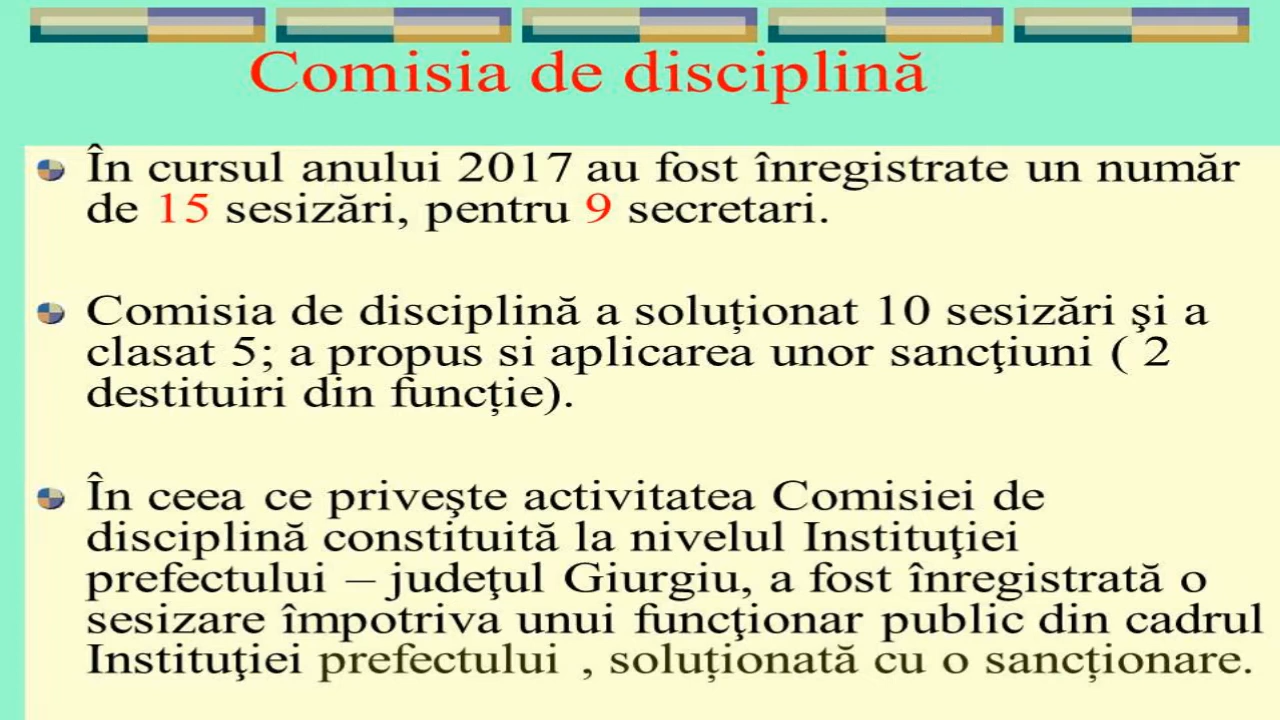 Comisia de disciplină
În cursul anului 2017 au fost înregistrate un număr
de 15 sesizări, pentru 9 secretari.
Comisia de disciplină a soluționat 10 sesizări şi a
clasat 5; a propus si aplicarea unor sancţiuni ( 2
destituiri din funcție).
În ceea ce priveşte activitatea Comisiei de
disciplină constituită la nivelul Instituţiei
prefectului – judeţul Giurgiu, a fost înregistrată o
sesizare împotriva unui funcţionar public din cadrul
Instituţiei prefectului , soluționată cu o sancționare.